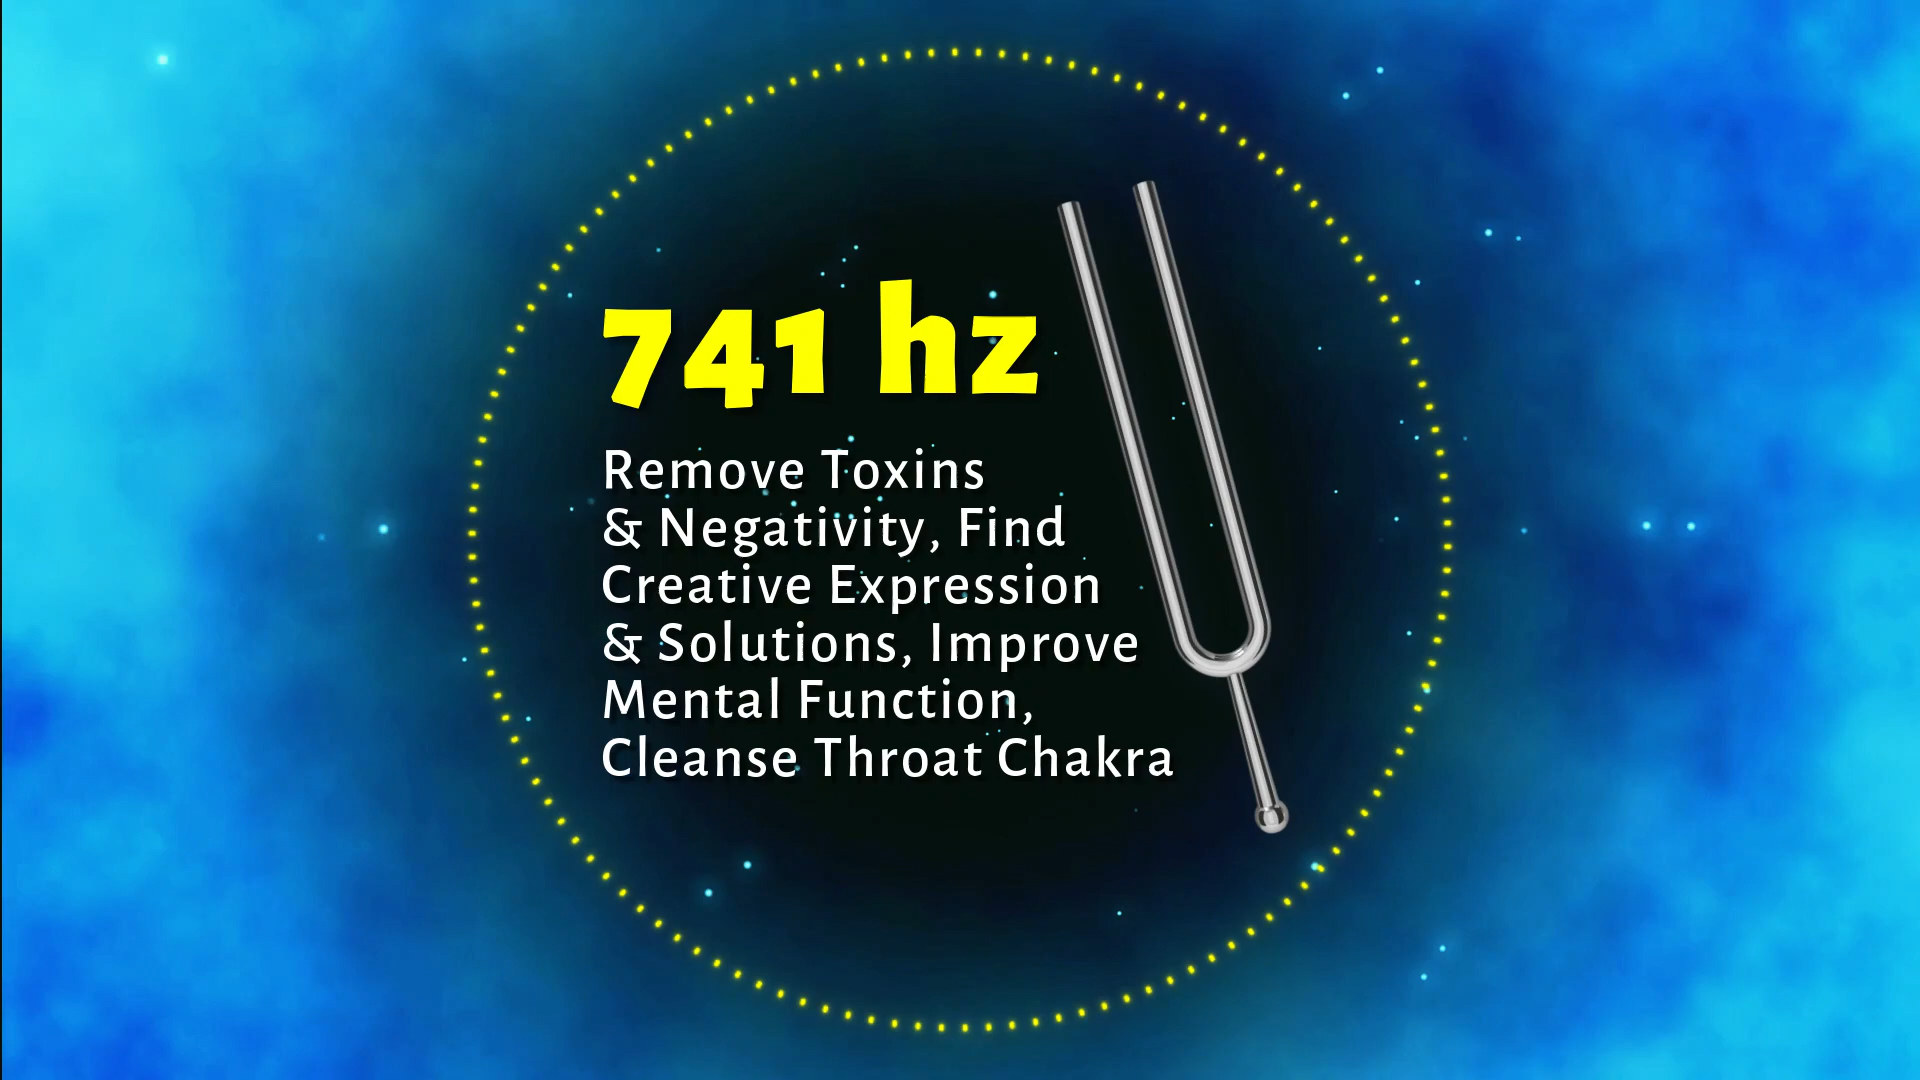 741 hz
Remove Toxins
& Negativity, Find
Creative Expression
& Solutions, Improve
Mental Function,
Cleanse Throat Chakra